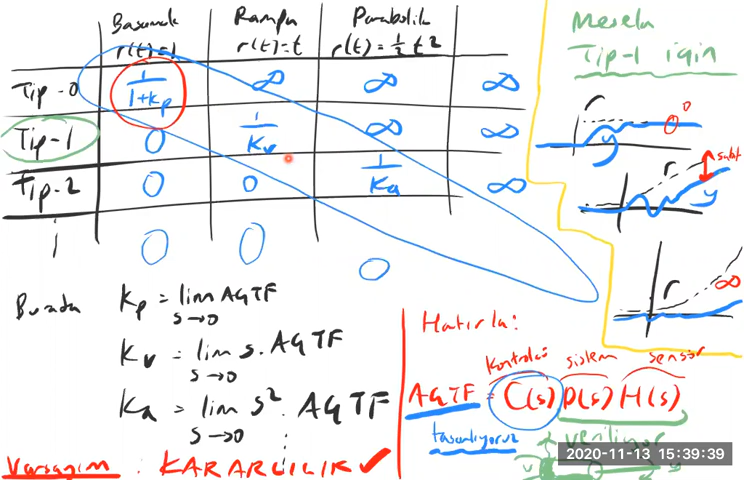 Basamak Rampa Parabolik
r(t)=1 r(t)=t r(t)=½t²
Tip-0 1/(1+Kp) ∞ ∞ ∞
Tip-1 0 1/Kv ∞ ∞
Tip-2 0 0 1/Ka ∞
⋮ 0 0 0
Burada Kp = lim AGTF
s→0
Kv = lim s. AGTF
s→0
Ka = lim s². AGTF
s→0
Varsayım: KARARLILIK ✓
Mesela
Tip-1 için
r
0
y
r
sabit
y
r
∞
Hatırla:
kontrolcü sistem sensör
AGTF = C(s) P(s) H(s)
tasarlıyoruz
veriliyor
2020-11-13 15:39:39